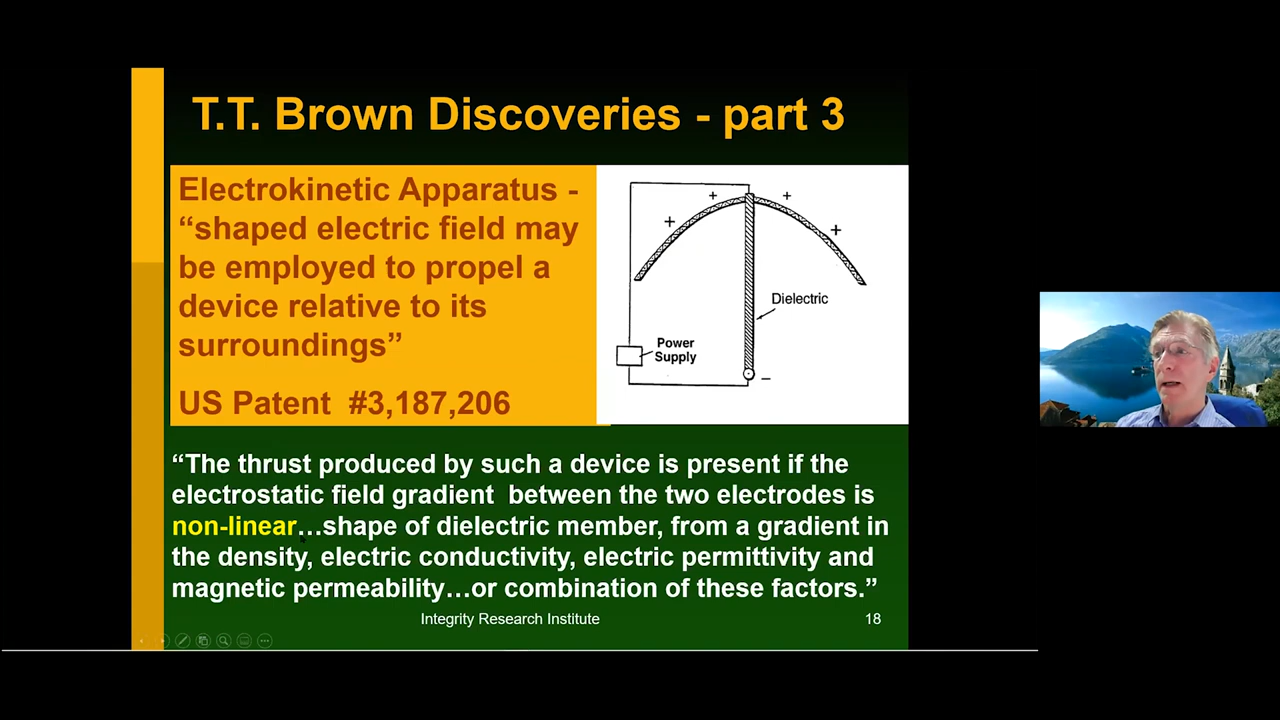 T.T. Brown Discoveries - part 3
Electrokinetic Apparatus -
“shaped electric field may
be employed to propel a
device relative to its
surroundings”
US Patent #3,187,206
+
+
+
+
Dielectric
Power
Supply
–
“The thrust produced by such a device is present if the
electrostatic field gradient between the two electrodes is
non-linear…shape of dielectric member, from a gradient in
the density, electric conductivity, electric permittivity and
magnetic permeability…or combination of these factors.”
Integrity Research Institute
18